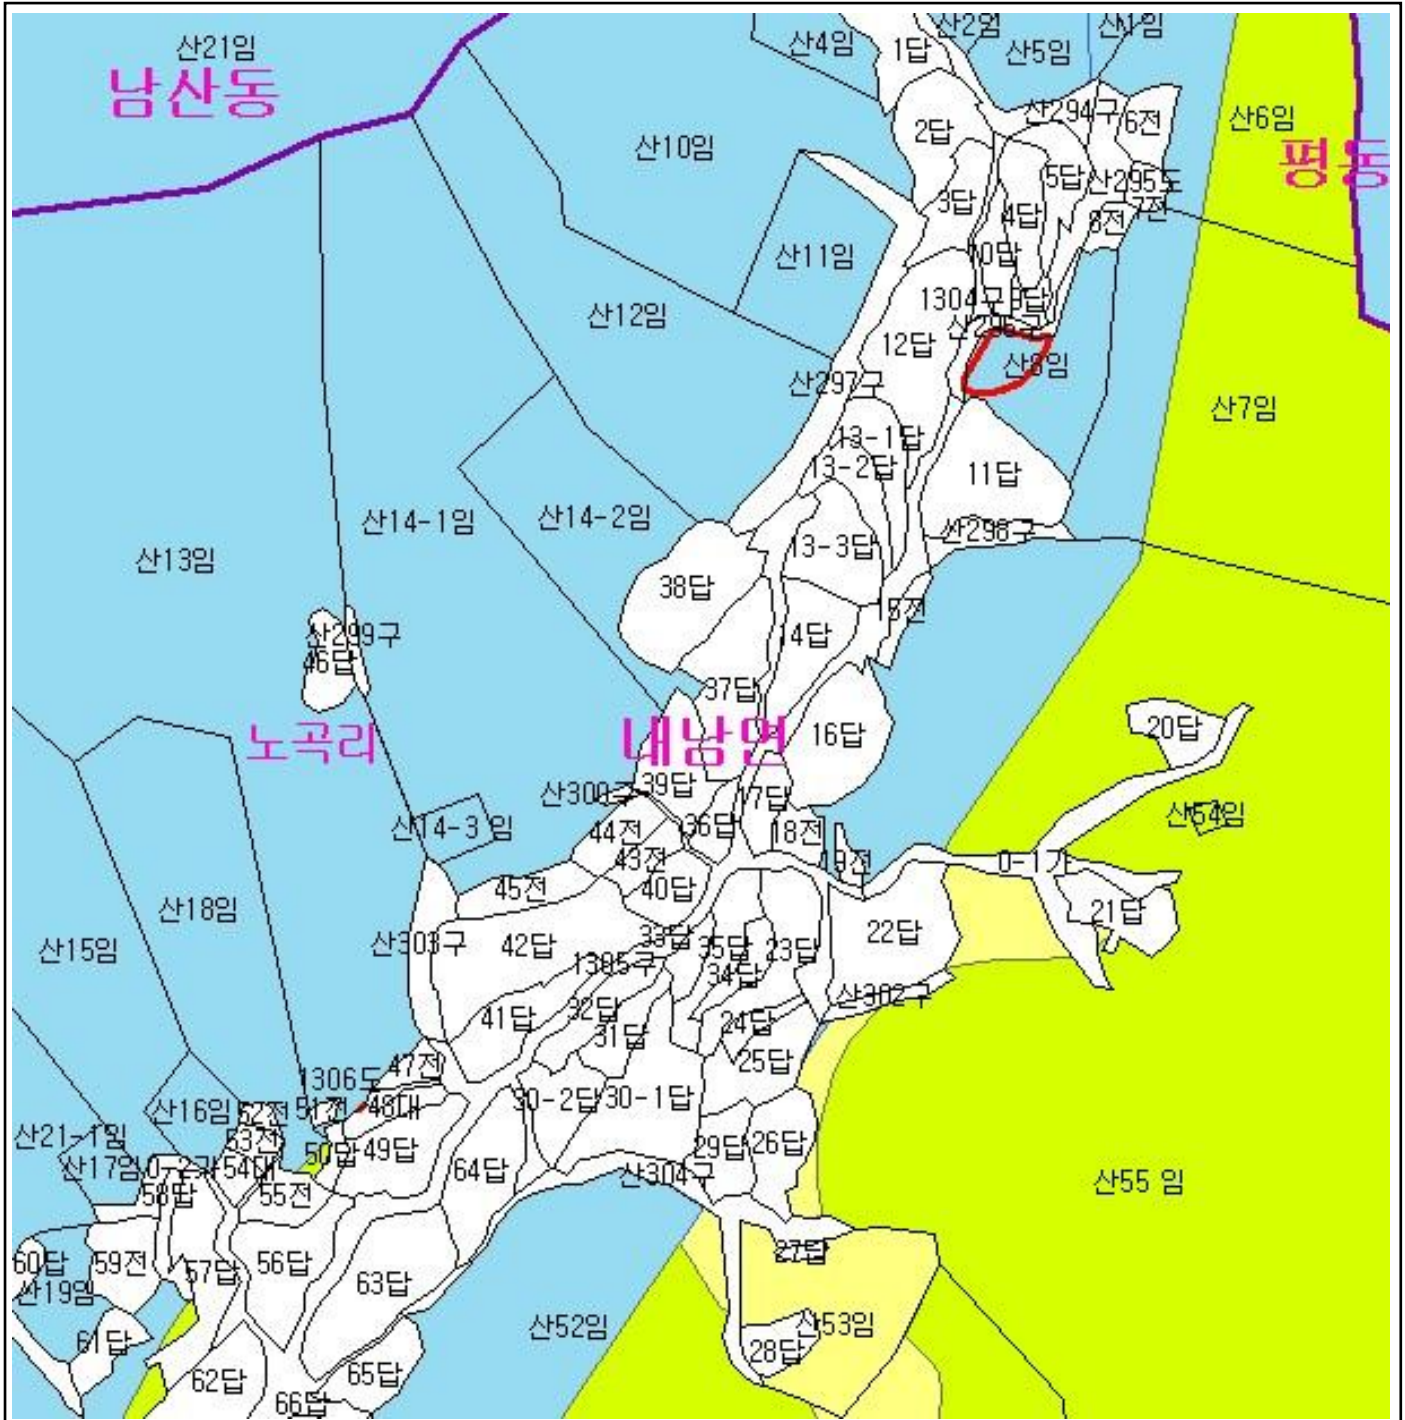 산21임
남산동
산4임
1답
산2임
산5임
산1임
산294구
6전
산6임
2답
산10임
평동
5답
산295도
7전
3답
4답
8전
산11임
산12임
1304구
12답
산8임
산297구
산7임
13-1답
13-2답
11답
산14-1임
산14-2임
산298구
산13임
13-3답
38답
산299구
14답
46답
37답
노곡리
내남면
16답
20답
39답
산300구
17답
산14-3 임
44전
36답
18전
산54임
43전
19전
45전
40답
산18임
21답
산15임
산303구
42답
33답
35답
23답
22답
1305구
34답
산302구
41답
32답
24답
31답
25답
47전
1306도
30-2답
30-1답
산16임
52전
51전
48대
산21-1임
53전
50답
49답
29답
26답
산17임
54대
64답
산304구
산55 임
58답
55전
60답
59전
57답
56답
27답
산19임
63답
산52임
산53임
61답
28답
62답
65답
66답